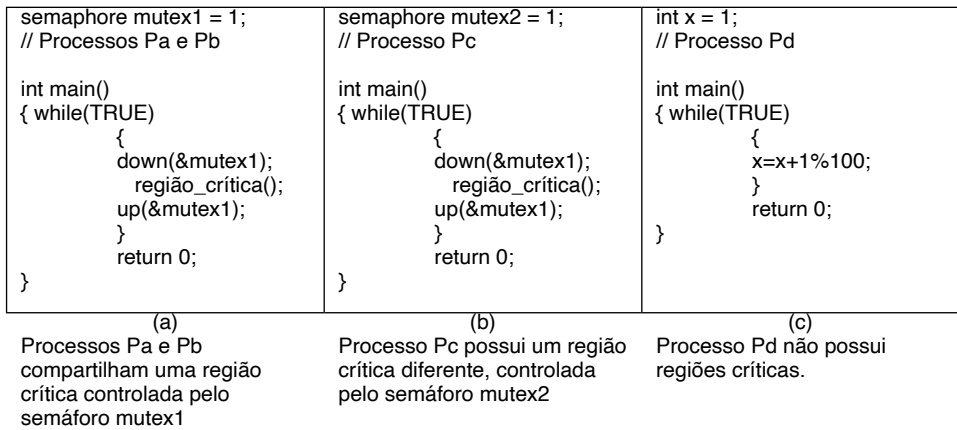 semaphore mutex1 = 1;
// Processos Pa e Pb
int main()
{ while(TRUE)
{
down(&mutex1);
região_crítica();
up(&mutex1);
}
return 0;
}
(a)
Processos Pa e Pb
compartilham uma região
crítica controlada pelo
semáforo mutex1
semaphore mutex2 = 1;
// Processo Pc
int main()
{ while(TRUE)
{
down(&mutex1);
região_crítica();
up(&mutex1);
}
return 0;
}
(b)
Processo Pc possui um região
crítica diferente, controlada
pelo semáforo mutex2
int x = 1;
// Processo Pd
int main()
{ while(TRUE)
{
x=x+1%100;
}
return 0;
}
(c)
Processo Pd não possui
regiões críticas.